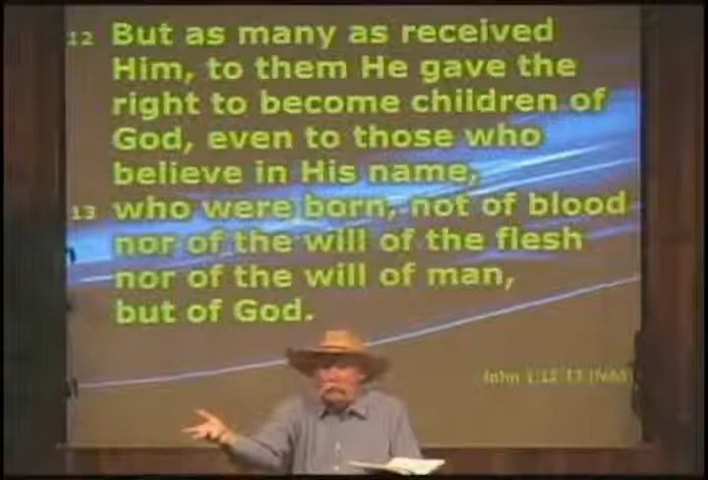 12 But as many as received
Him, to them He gave the
right to become children of
God, even to those who
believe in His name,
13 who were born, not of blood
nor of the will of the flesh
nor of the will of man,
but of God.
John 1:12-13